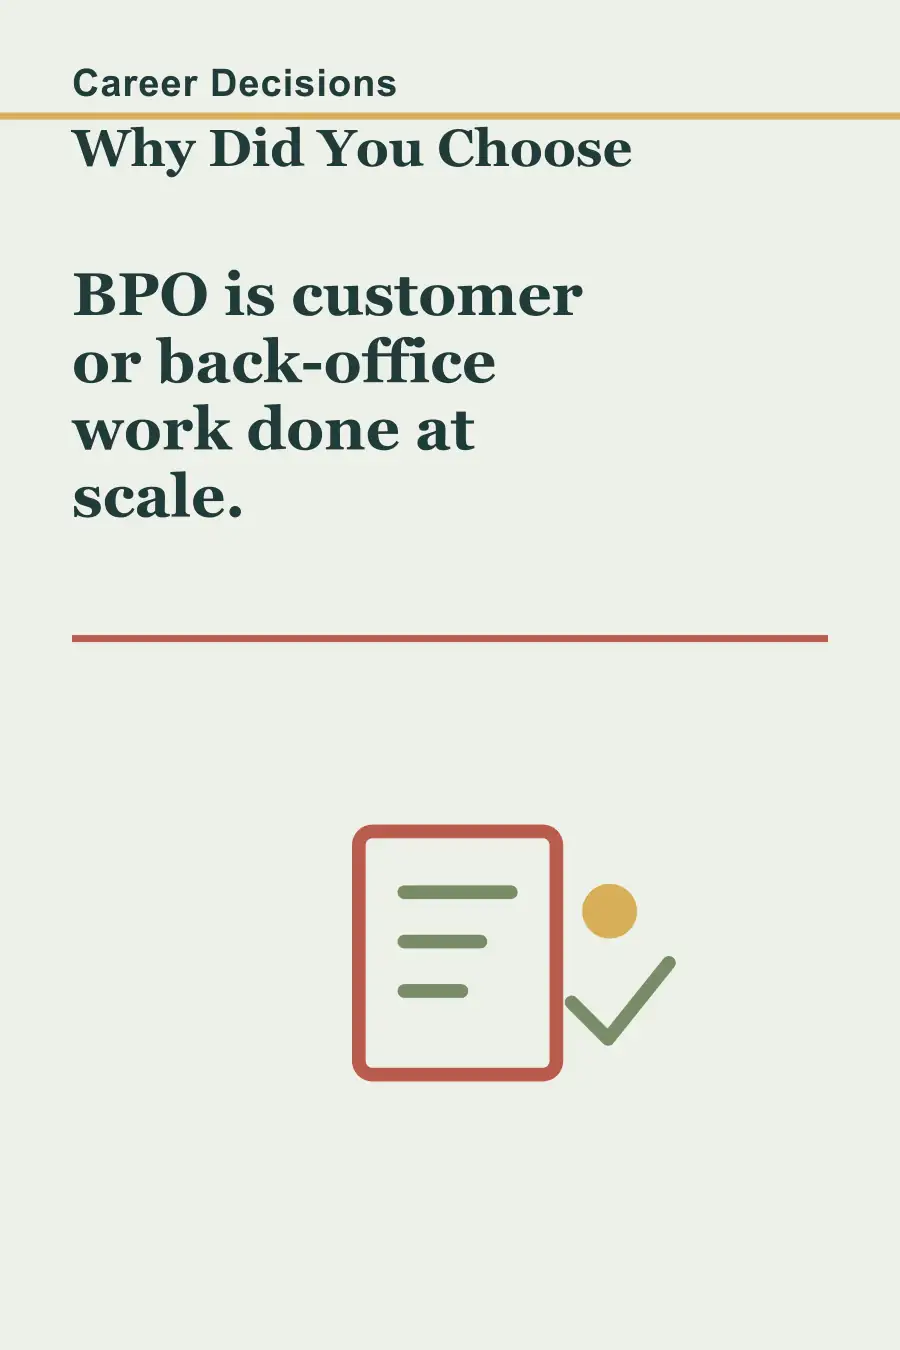 Career Decisions
Why Did You Choose
BPO is customer
or back-office
work done at
scale.